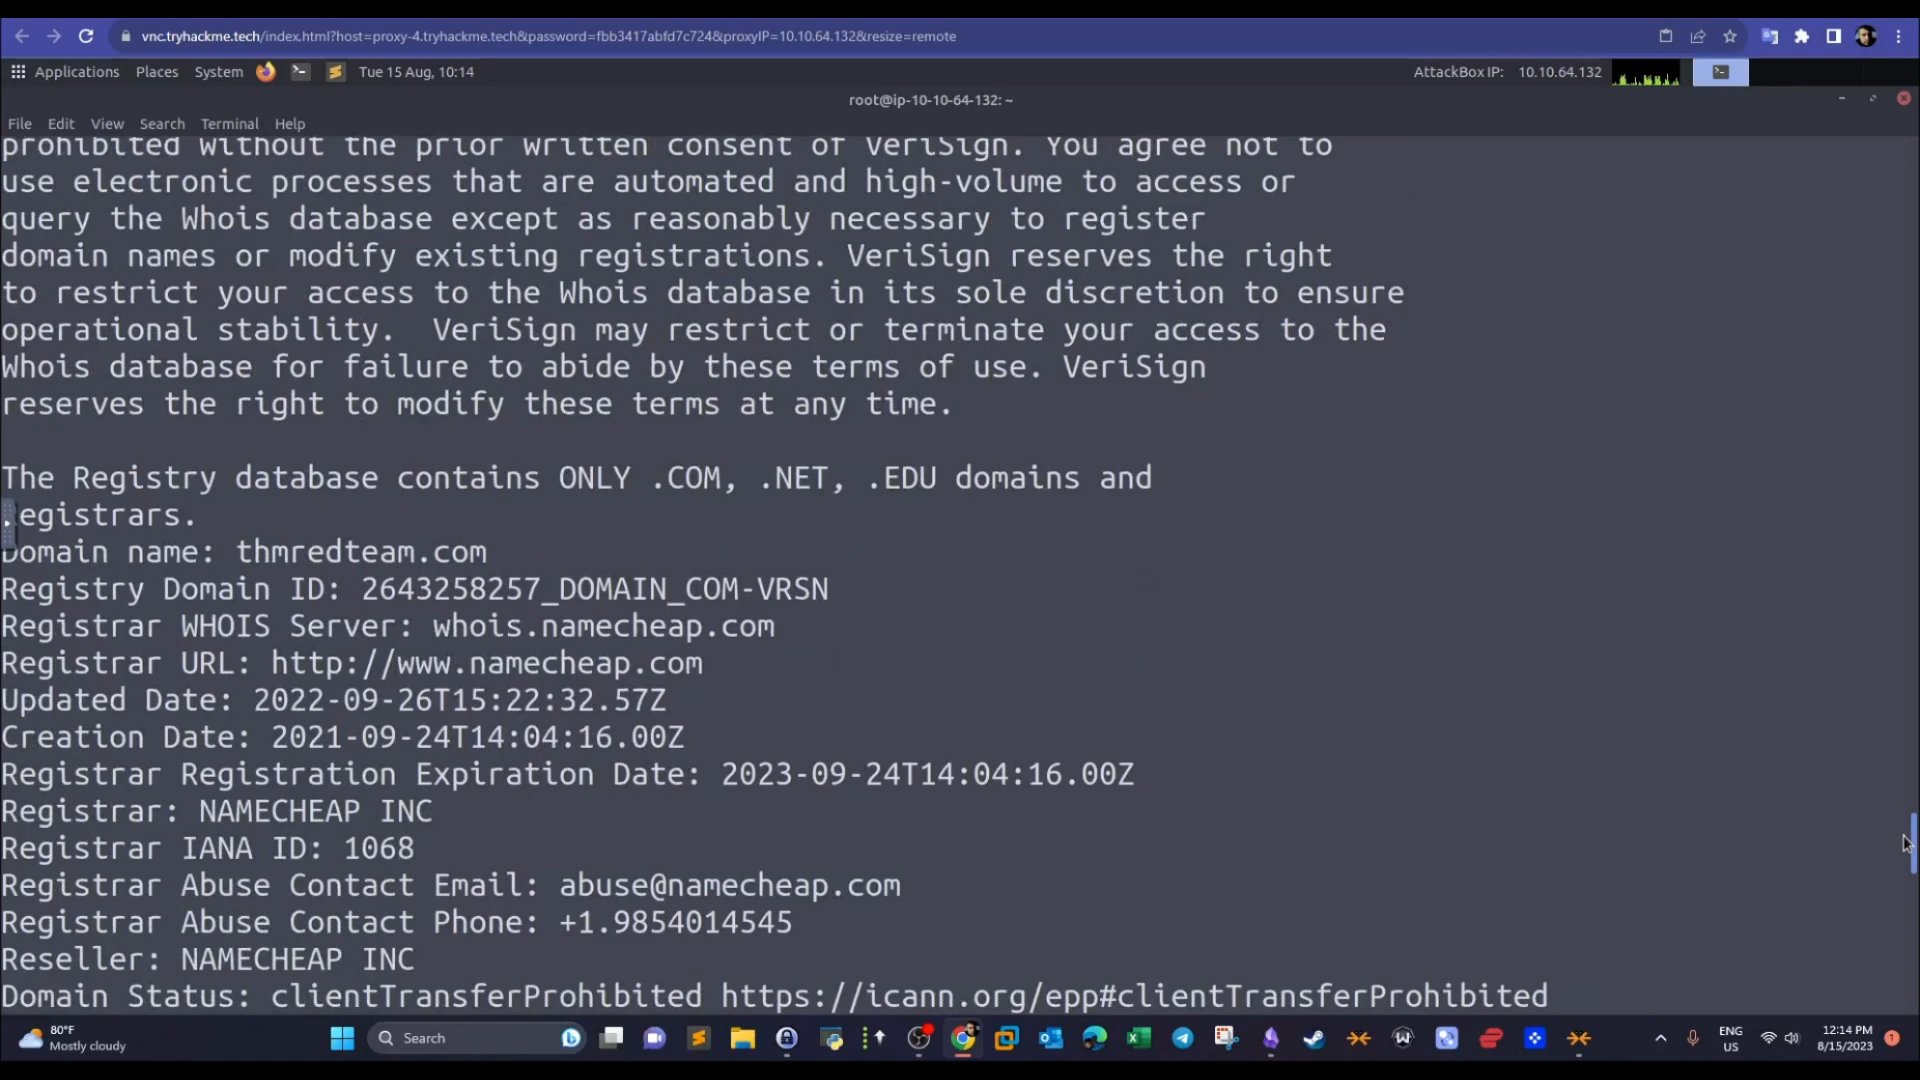 vnc.tryhackme.tech/index.html?host=proxy-4.tryhackme.tech&password=fbb3417abfd7c724&proxyIP=10.10.64.132&resize=remote
Applications Places System Tue 15 Aug, 10:14 AttackBox IP: 10.10.64.132
root@ip-10-10-64-132: ~
File Edit View Search Terminal Help
prohibited without the prior written consent of VeriSign. You agree not to
use electronic processes that are automated and high-volume to access or
query the Whois database except as reasonably necessary to register
domain names or modify existing registrations. VeriSign reserves the right
to restrict your access to the Whois database in its sole discretion to ensure
operational stability.  VeriSign may restrict or terminate your access to the
Whois database for failure to abide by these terms of use. VeriSign
reserves the right to modify these terms at any time.
The Registry database contains ONLY .COM, .NET, .EDU domains and
egistrars.
Domain name: thmredteam.com
Registry Domain ID: 2643258257_DOMAIN_COM-VRSN
Registrar WHOIS Server: whois.namecheap.com
Registrar URL: http://www.namecheap.com
Updated Date: 2022-09-26T15:22:32.57Z
Creation Date: 2021-09-24T14:04:16.00Z
Registrar Registration Expiration Date: 2023-09-24T14:04:16.00Z
Registrar: NAMECHEAP INC
Registrar IANA ID: 1068
Registrar Abuse Contact Email: abuse@namecheap.com
Registrar Abuse Contact Phone: +1.9854014545
Reseller: NAMECHEAP INC
Domain Status: clientTransferProhibited https://icann.org/epp#clientTransferProhibited
80°F
Mostly cloudy
Search
ENG
US
12:14 PM
8/15/2023
1